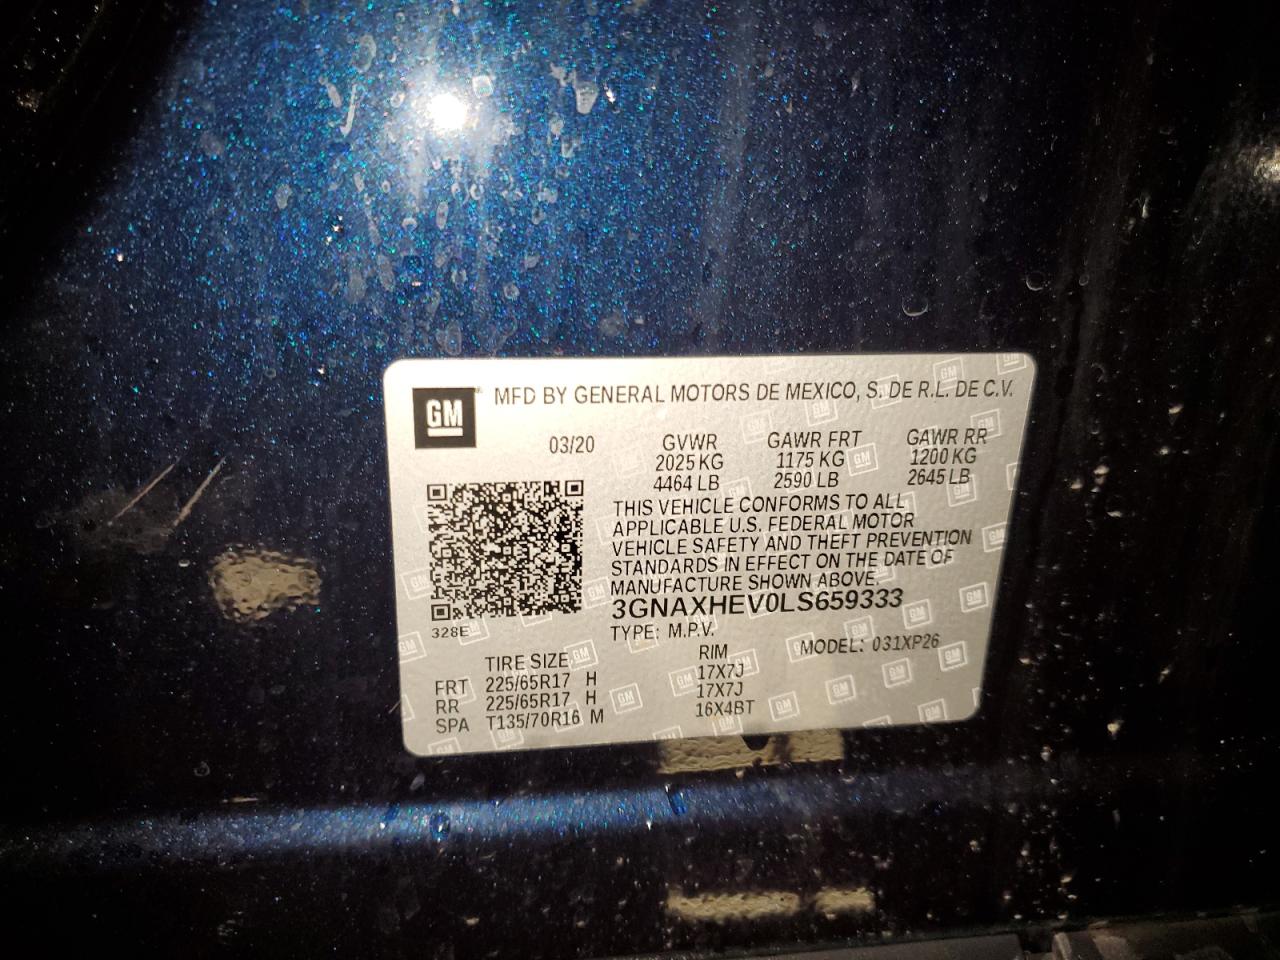 GM® MFD BY GENERAL MOTORS DE MEXICO, S. DE R.L. DE C.V.
03/20 GVWR GAWR FRT GAWR RR
2025 KG 1175 KG 1200 KG
4464 LB 2590 LB 2645 LB
THIS VEHICLE CONFORMS TO ALL
APPLICABLE U.S. FEDERAL MOTOR
VEHICLE SAFETY AND THEFT PREVENTION
STANDARDS IN EFFECT ON THE DATE OF
MANUFACTURE SHOWN ABOVE.
3GNAXHEV0LS659333
328E TYPE: M.P.V. MODEL: 031XP26
TIRE SIZE RIM
FRT 225/65R17 H 17X7J
RR 225/65R17 H 17X7J
SPA T135/70R16 M 16X4BT